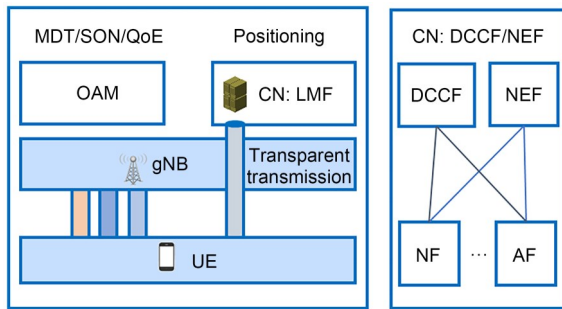 MDT/SON/QoE
Positioning
OAM
CN: LMF
gNB
Transparent
transmission
UE
CN: DCCF/NEF
DCCF
NEF
NF
...
AF